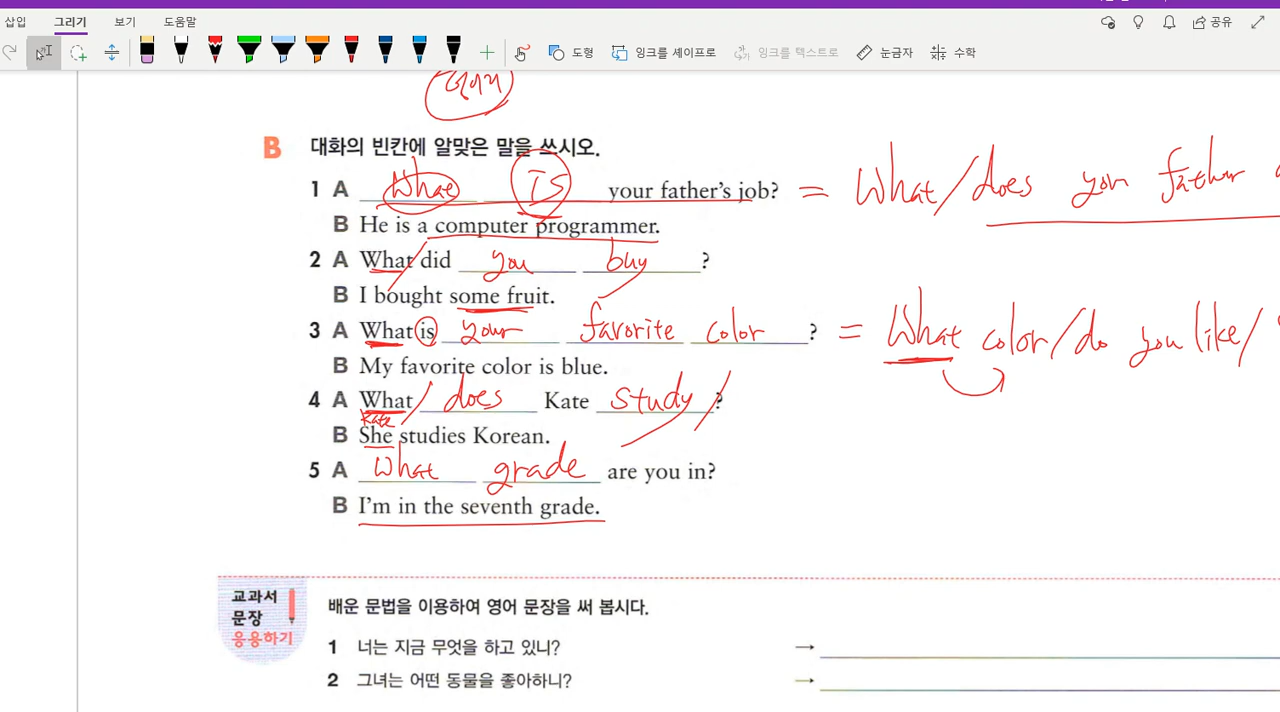 삽입 그리기 보기 도움말 공유
도형 잉크를 셰이프로 잉크를 텍스트로 눈금자 수학
B 대화의 빈칸에 알맞은 말을 쓰시오.
1 A What is your father's job? = What/does your father
B He is a computer programmer.
2 A What did you buy ?
B I bought some fruit.
3 A What is your favorite color ? = What color/do you like/
B My favorite color is blue.
4 A What/ does Kate study/?
Kate
B She studies Korean.
5 A What grade are you in?
B I'm in the seventh grade.
교과서
문장
응용하기
배운 문법을 이용하여 영어 문장을 써 봅시다.
1 너는 지금 무엇을 하고 있니? →
2 그녀는 어떤 동물을 좋아하니? →